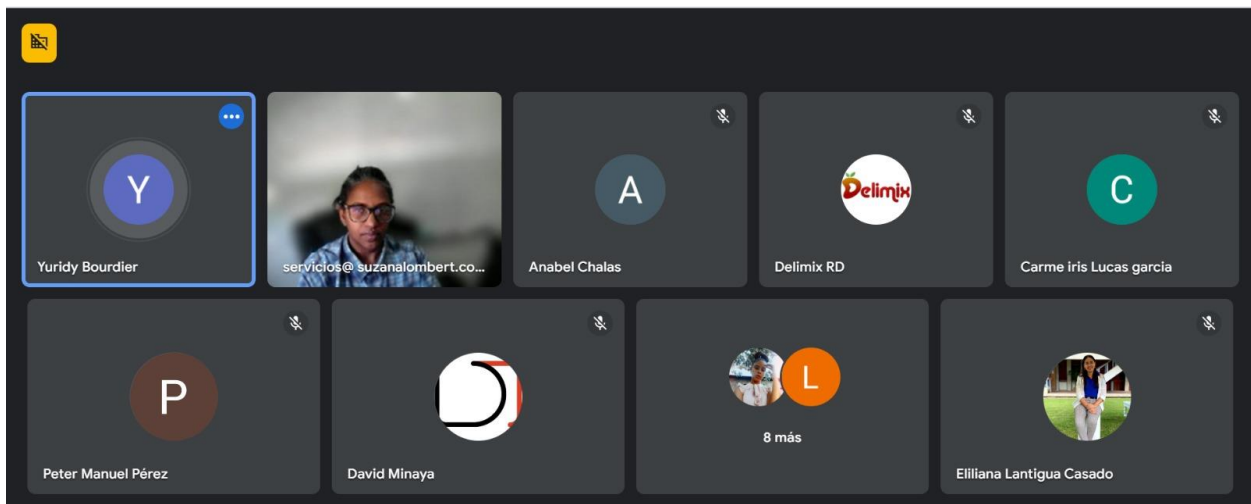 Y
Yuridy Bourdier
servicios@ suzanalombert.co...
A
Anabel Chalas
Delimix
Delimix RD
C
Carme iris Lucas garcia
P
Peter Manuel Pérez
David Minaya
L
8 más
Eliliana Lantigua Casado